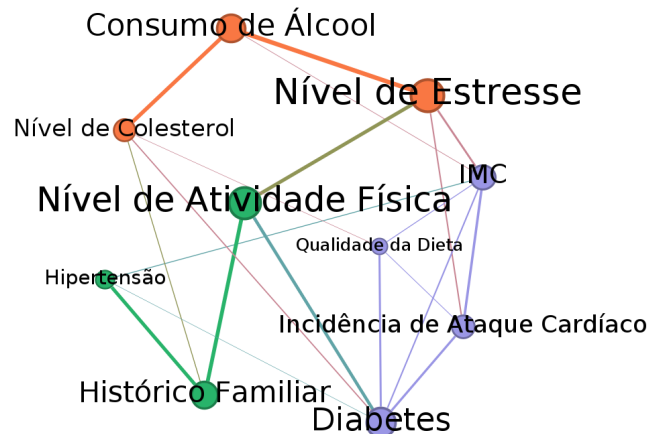 Consumo de Álcool
Nível de Estresse
Nível de Colesterol
IMC
Nível de Atividade Física
Qualidade da Dieta
Hipertensão
Incidência de Ataque Cardíaco
Histórico Familiar
Diabetes